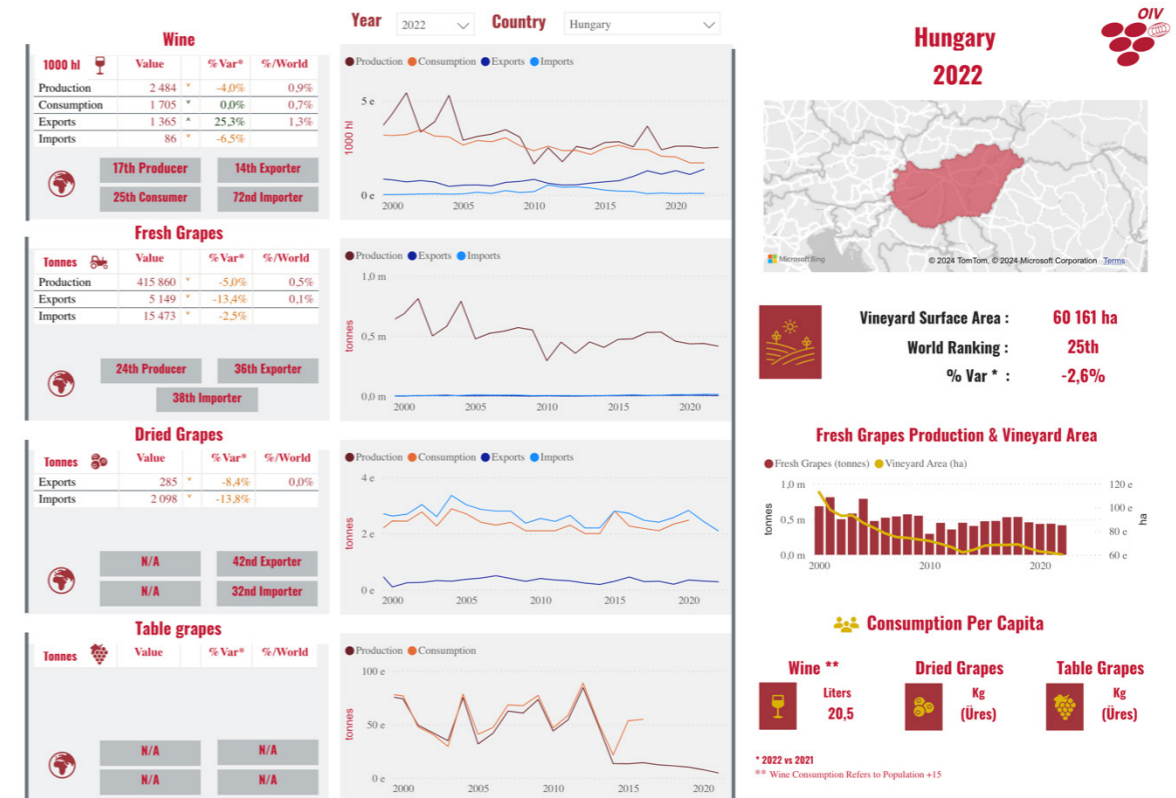 Year 2022 Country Hungary
OIV
Wine
1000 hl Value %Var* %/World
Production 2 484 -4,0% 0,9%
Consumption 1 705 0,0% 0,7%
Exports 1 365 25,3% 1,3%
Imports 86 -6,5%
17th Producer 14th Exporter
25th Consumer 72nd Importer
Production Consumption Exports Imports
1000 hl
5 e
0 e
2000 2005 2010 2015 2020
Fresh Grapes
Tonnes Value %Var* %/World
Production 415 860 -5,0% 0,5%
Exports 5 149 -13,4% 0,1%
Imports 15 473 -2,5%
24th Producer 36th Exporter
38th Importer
Production Exports Imports
tonnes
1,0 m
0,5 m
0,0 m
2000 2005 2010 2015 2020
Dried Grapes
Tonnes Value %Var* %/World
Exports 285 -8,4% 0,0%
Imports 2 098 -13,8%
N/A 42nd Exporter
N/A 32nd Importer
Production Consumption Exports Imports
tonnes
4 e
2 e
0 e
2000 2005 2010 2015 2020
Table grapes
Tonnes Value %Var* %/World
N/A N/A
N/A N/A
Production Consumption
tonnes
100 e
50 e
0 e
2000 2005 2010 2015 2020
Hungary
2022
Microsoft Bing
© 2024 TomTom, © 2024 Microsoft Corporation Terms
Vineyard Surface Area : 60 161 ha
World Ranking : 25th
% Var * : -2,6%
Fresh Grapes Production & Vineyard Area
Fresh Grapes (tonnes) Vineyard Area (ha)
tonnes
1,0 m
0,5 m
0,0 m
2000 2010 2020
120 e
100 e
80 e
60 e
ha
Consumption Per Capita
Wine ** Dried Grapes Table Grapes
Liters Kg Kg
20,5 (Üres) (Üres)
* 2022 vs 2021
** Wine Consumption Refers to Population +15